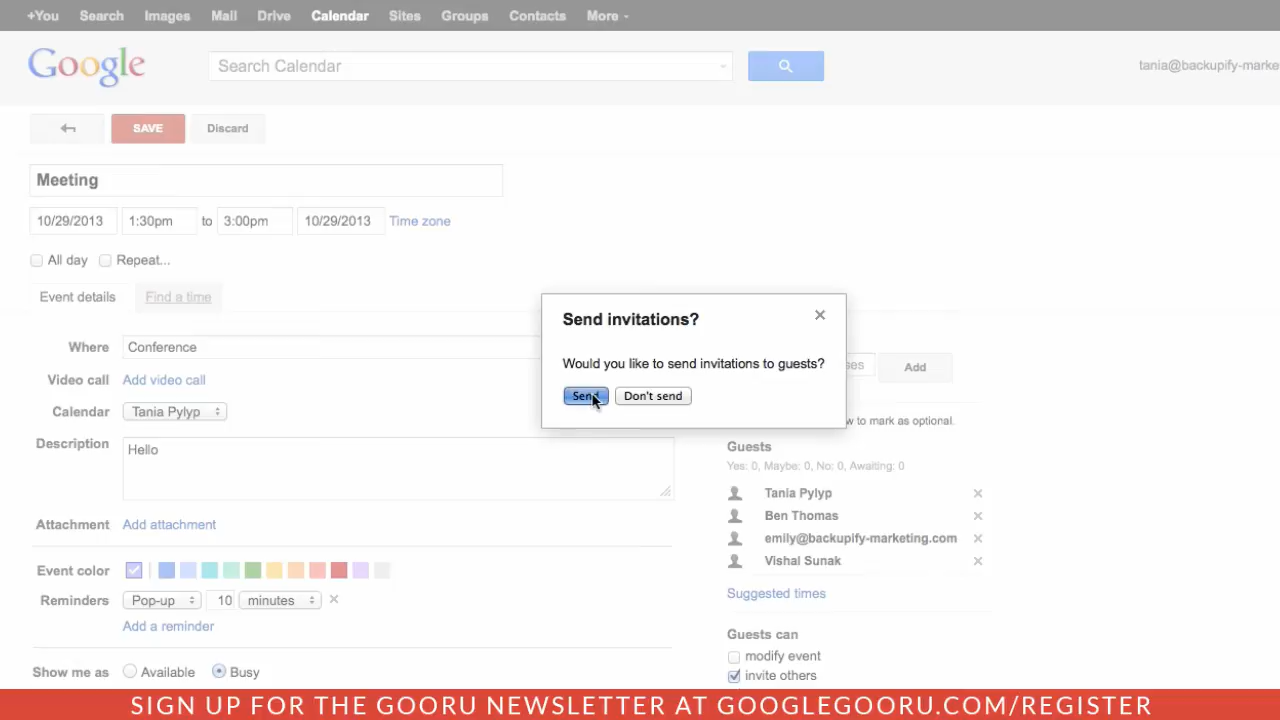 +You Search Images Mail Drive Calendar Sites Groups Contacts More
Google
Search Calendar
tania@backupify-marke
SAVE Discard
Meeting
10/29/2013 1:30pm to 3:00pm 10/29/2013 Time zone
All day Repeat...
Event details Find a time
Send invitations?
Where Conference
Would you like to send invitations to guests?
Add
Video call Add video call
Send Don't send
Calendar Tania Pylyp
to mark as optional.
Description Hello
Guests
Yes: 0, Maybe: 0, No: 0, Awaiting: 0
Tania Pylyp
Ben Thomas
Attachment Add attachment
emily@backupify-marketing.com
Vishal Sunak
Event color
Reminders Pop-up 10 minutes
Suggested times
Add a reminder
Guests can
modify event
Show me as Available Busy
invite others
SIGN UP FOR THE GOORU NEWSLETTER AT GOOGLEGOORU.COM/REGISTER